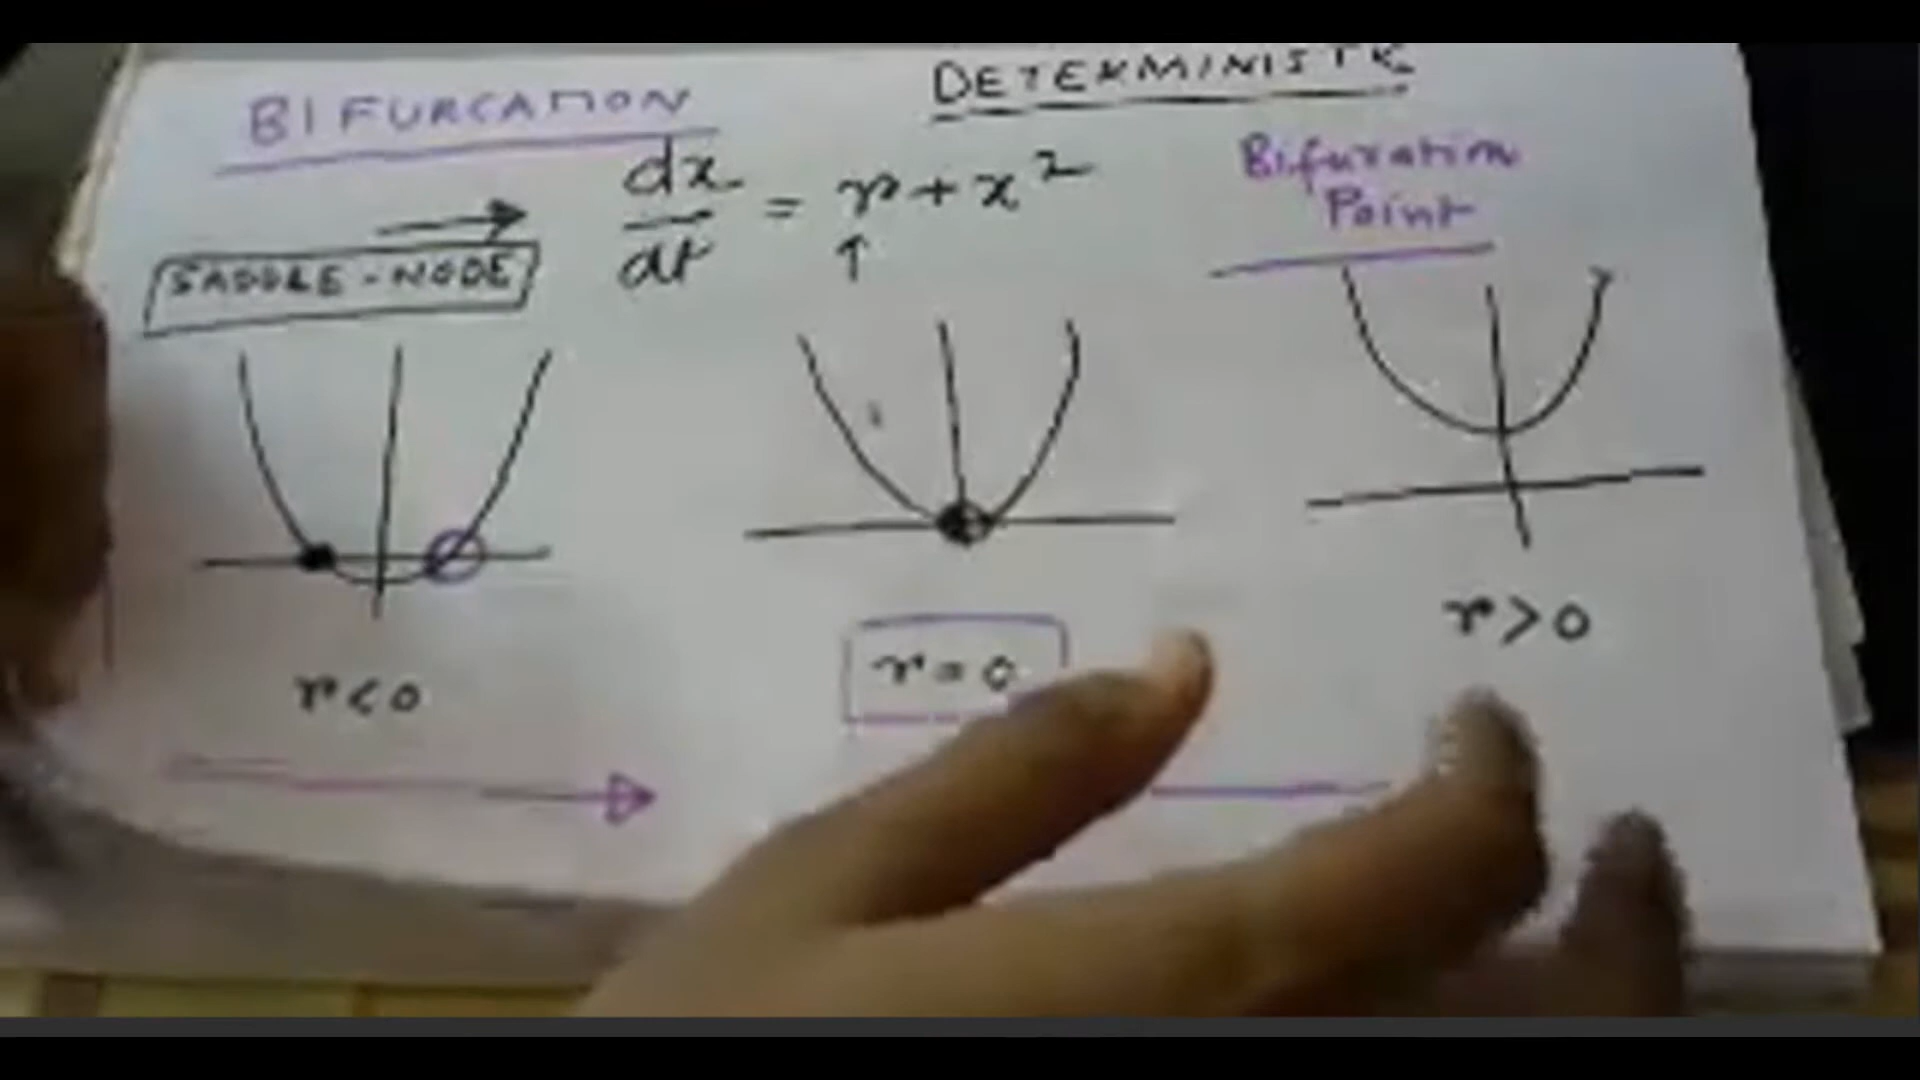 BIFURCATION
DETERMINISTIC
dx/dt = r + x²
↑
Bifurcation
Point
SADDLE-NODE
r < 0
r = 0
r > 0